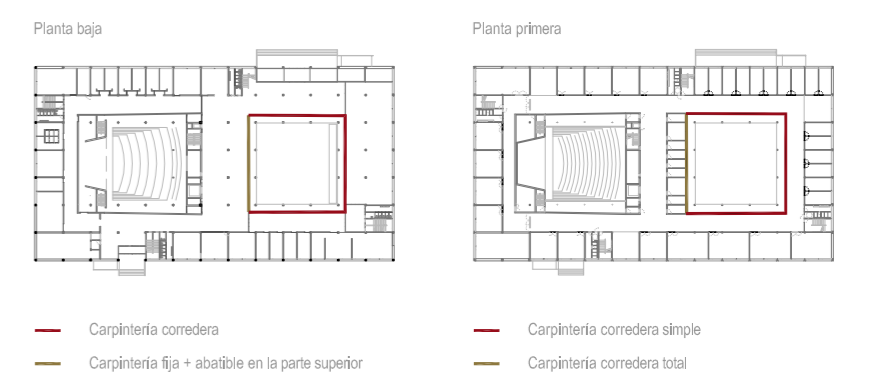 Planta baja
Planta primera
Carpintería corredera
Carpintería corredera simple
Carpintería fija + abatible en la parte superior
Carpintería corredera total